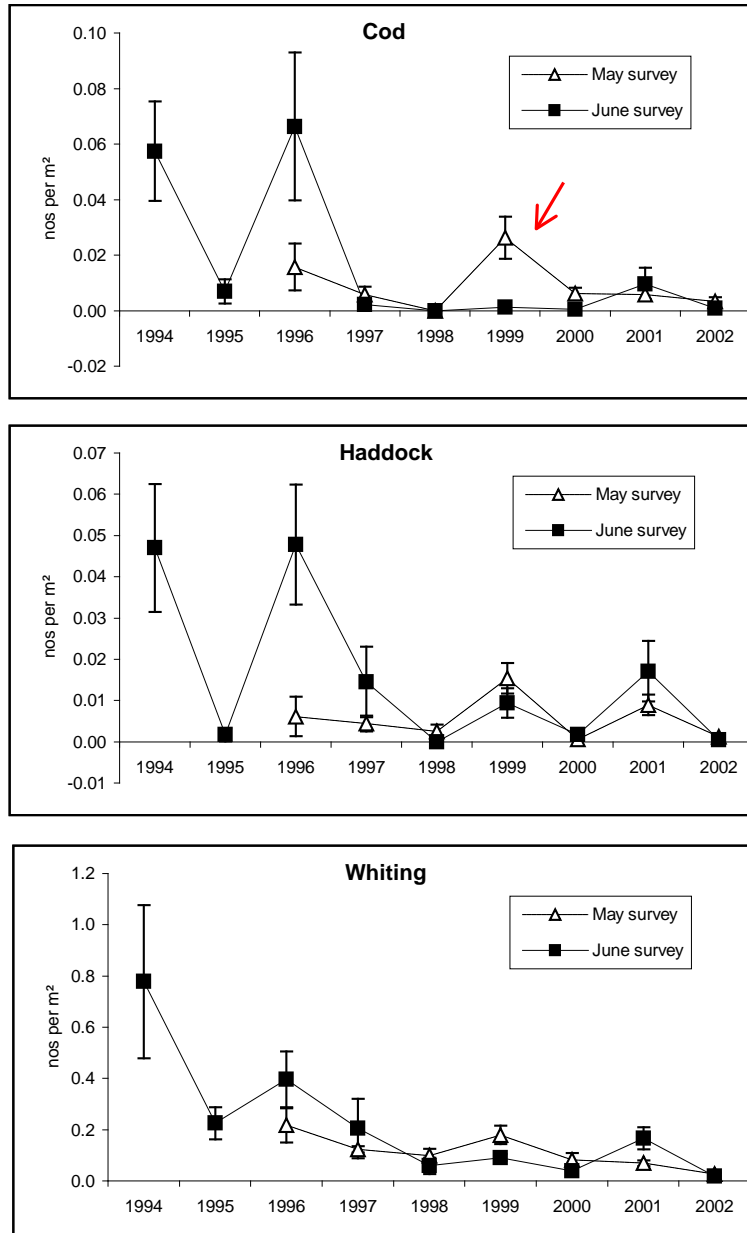 Cod
0.10
0.08
0.06
0.04
0.02
0.00
-0.02
nos per m²
May survey
June survey
1994 1995 1996 1997 1998 1999 2000 2001 2002
Haddock
0.07
0.06
0.05
0.04
0.03
0.02
0.01
0.00
-0.01
nos per m²
May survey
June survey
1994 1995 1996 1997 1998 1999 2000 2001 2002
Whiting
1.2
1.0
0.8
0.6
0.4
0.2
0.0
nos per m²
May survey
June survey
1994 1995 1996 1997 1998 1999 2000 2001 2002